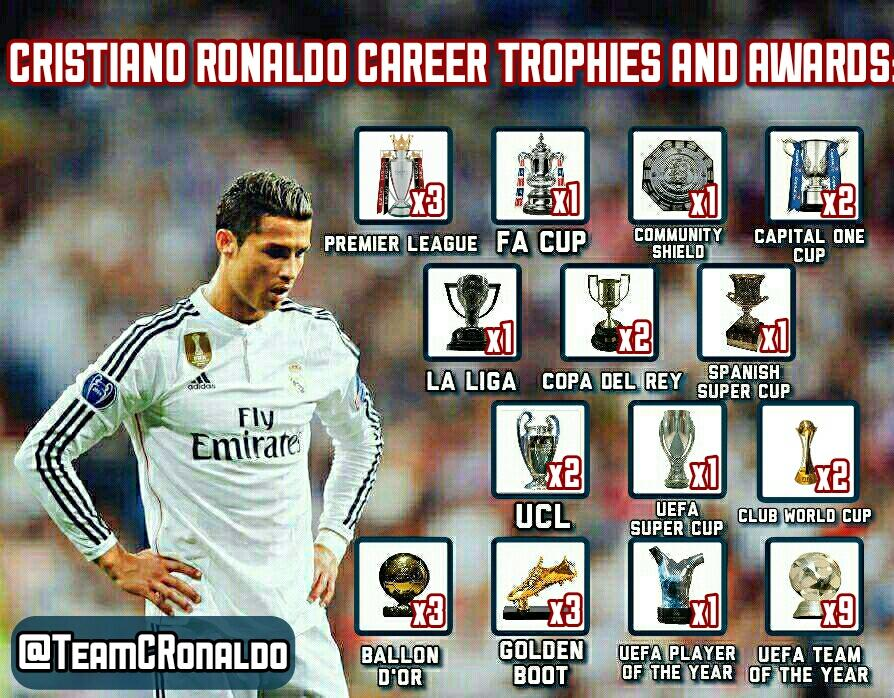 CRISTIANO RONALDO CAREER TROPHIES AND AWARDS:
x3
x1
x1
x2
PREMIER LEAGUE
FA CUP
COMMUNITY
SHIELD
CAPITAL ONE
CUP
x1
x2
x1
LA LIGA
COPA DEL REY
SPANISH
SUPER CUP
x2
x1
x2
UCL
UEFA
SUPER CUP
CLUB WORLD CUP
adidas
Fly
Emirates
x3
x3
x1
x9
BALLON
D'OR
GOLDEN
BOOT
UEFA PLAYER
OF THE YEAR
UEFA TEAM
OF THE YEAR
@TEAMCRONALDO